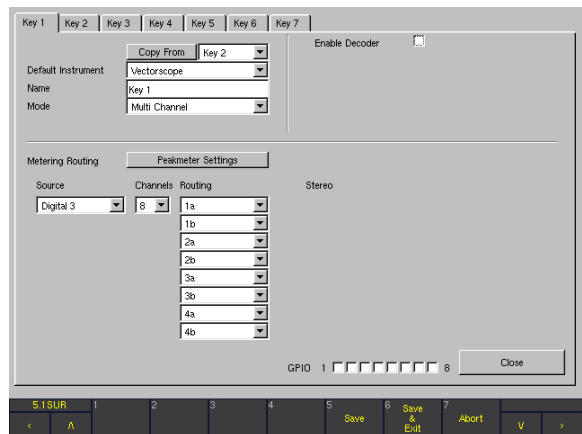 Key 1 Key 2 Key 3 Key 4 Key 5 Key 6 Key 7
Copy From Key 2 Enable Decoder
Default Instrument Vectorscope
Name Key 1
Mode Multi Channel
Metering Routing Peakmeter Settings
Source Channels Routing Stereo
Digital 3 8 1a
1b
2a
2b
3a
3b
4a
4b
GPIO 1 8 Close
5.1SUR 1 2 3 4 5 6 7
< Λ Save Save & Exit Abort V >